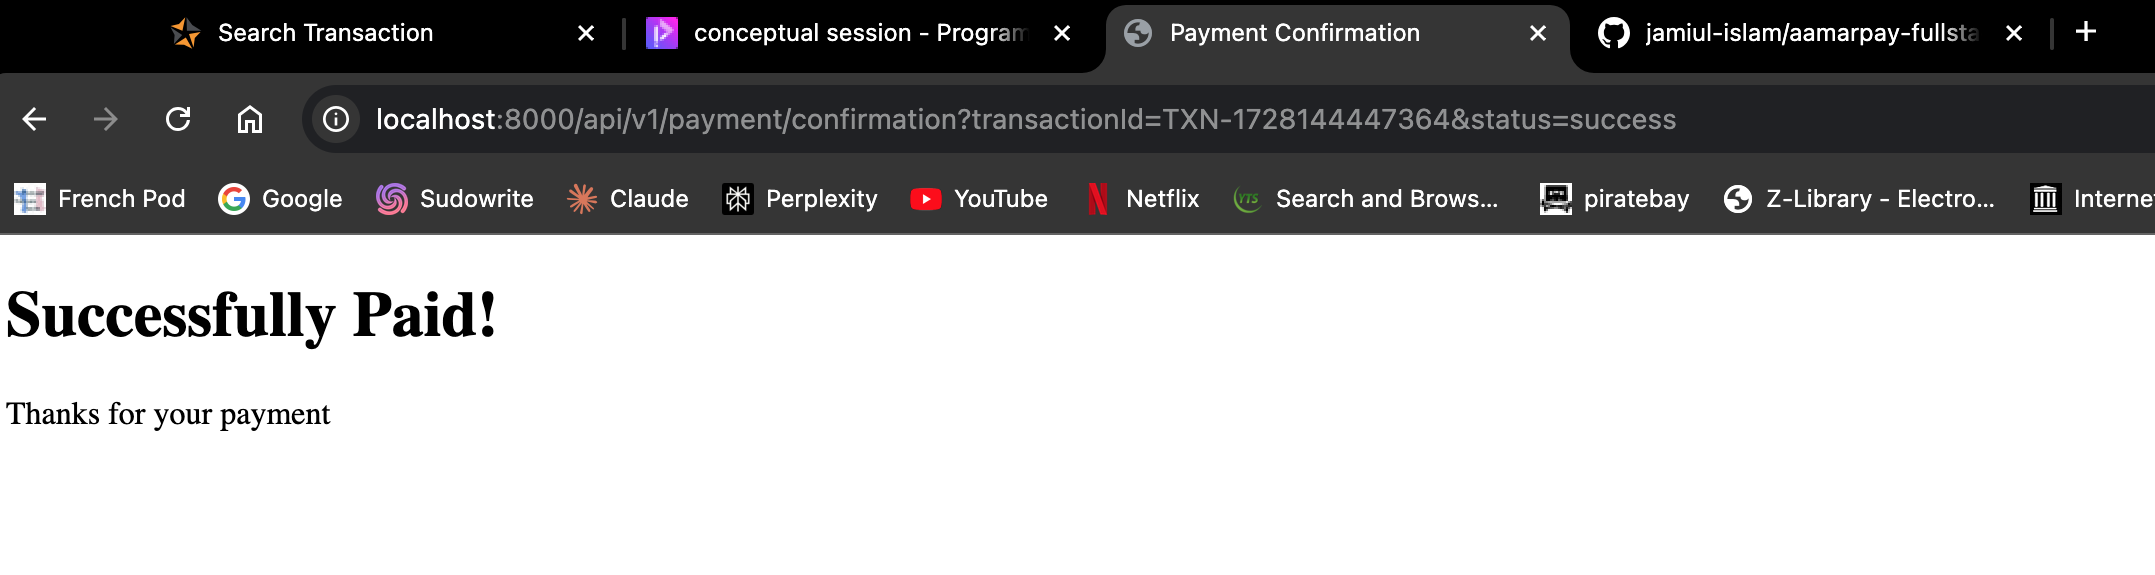 Search Transaction
conceptual session - Program
Payment Confirmation
jamiul-islam/aamarpay-fullsta
localhost:8000/api/v1/payment/confirmation?transactionId=TXN-1728144447364&status=success
French Pod
Google
Sudowrite
Claude
Perplexity
YouTube
Netflix
YTS
Search and Brows...
piratebay
Z-Library - Electro...
Interne
Successfully Paid!
Thanks for your payment